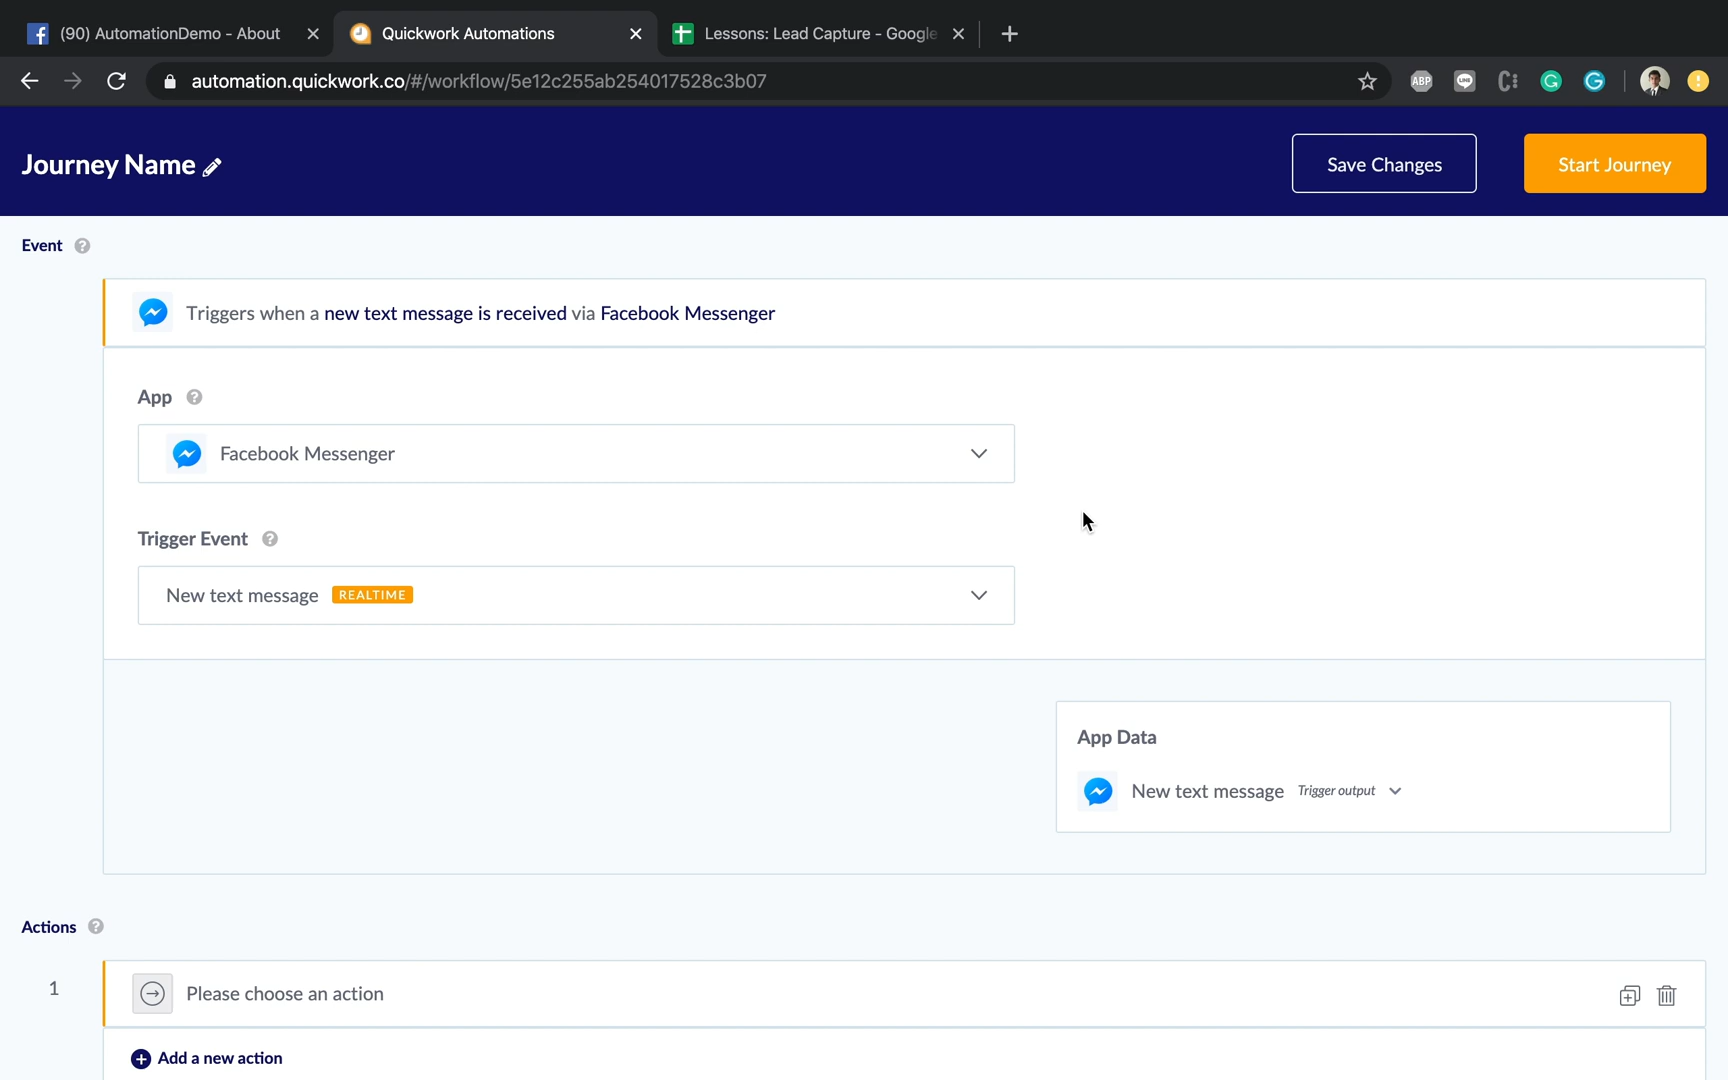 (90) AutomationDemo - About
Quickwork Automations
Lessons: Lead Capture - Google
automation.quickwork.co/#/workflow/5e12c255ab254017528c3b07
ABP
LINE
Journey Name
Save Changes
Start Journey
Event ?
Triggers when a new text message is received via Facebook Messenger
App ?
Facebook Messenger
Trigger Event ?
New text message REALTIME
App Data
New text message Trigger output
Actions ?
1
Please choose an action
Add a new action